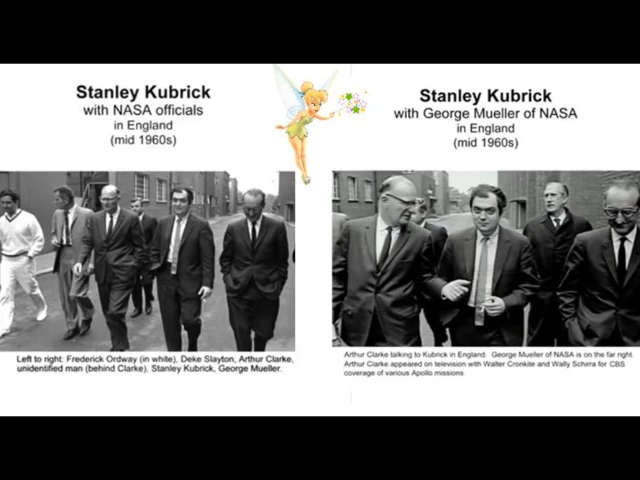 Stanley Kubrick
with NASA officials
in England
(mid 1960s)
Left to right: Frederick Ordway (in white), Deke Slayton, Arthur Clarke,
unidentified man (behind Clarke), Stanley Kubrick, George Mueller.
Stanley Kubrick
with George Mueller of NASA
in England
(mid 1960s)
Arthur Clarke talking to Kubrick in England. George Mueller of NASA is on the far right.
Arthur Clarke appeared on television with Walter Cronkite and Wally Schirra for CBS
coverage of various Apollo missions